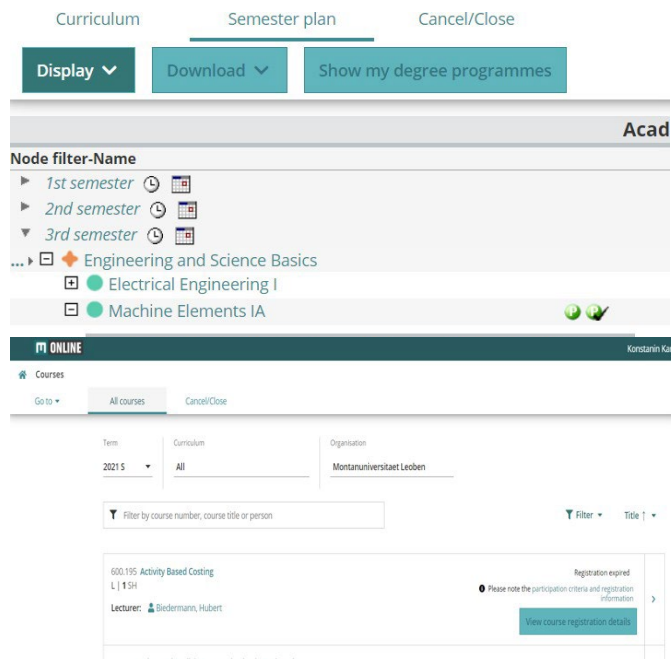 Curriculum Semester plan Cancel/Close
Display Download Show my degree programmes
Acad
Node filter-Name
1st semester
2nd semester
3rd semester
... Engineering and Science Basics
Electrical Engineering I
Machine Elements IA
M ONLINE Konstanin Kar
Courses
Go to All courses Cancel/Close
Term Curriculum Organisation
2021 S All Montanuniversitaet Leoben
Filter by course number, course title or person Filter Title
600.195 Activity Based Costing Registration expired
L | 1 SH Please note the participation criteria and registration
information
Lecturer: Biedermann, Hubert
View course registration details